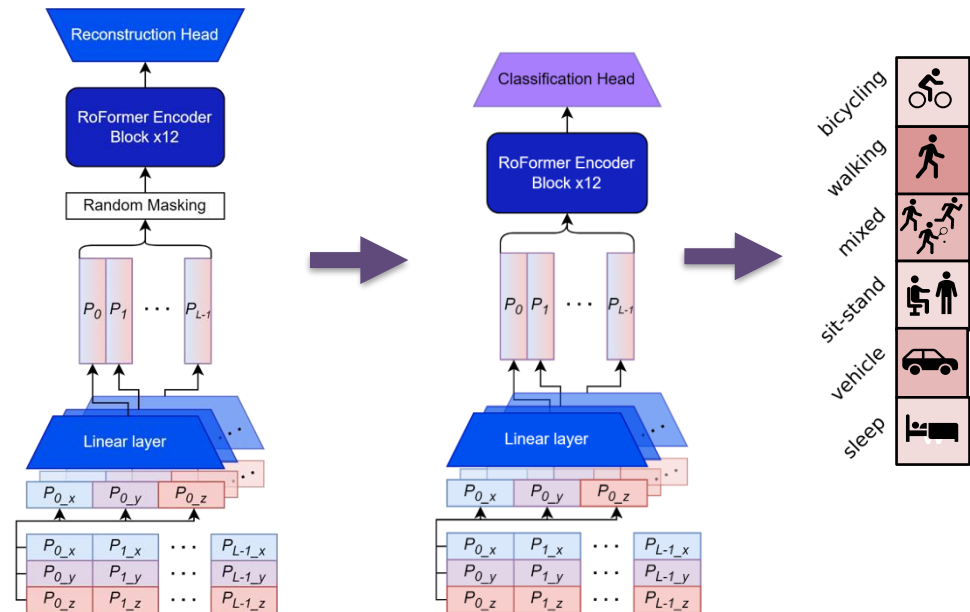 Reconstruction Head
RoFormer Encoder
Block x12
Random Masking
P0 P1 ... PL-1
Linear layer
...
...
P0_x P0_y P0_z
P0_x P1_x ... PL-1_x
P0_y P1_y ... PL-1_y
P0_z P1_z ... PL-1_z
Classification Head
RoFormer Encoder
Block x12
P0 P1 ... PL-1
Linear layer
...
...
P0_x P0_y P0_z
P0_x P1_x ... PL-1_x
P0_y P1_y ... PL-1_y
P0_z P1_z ... PL-1_z
bicycling
walking
mixed
sit-stand
vehicle
sleep